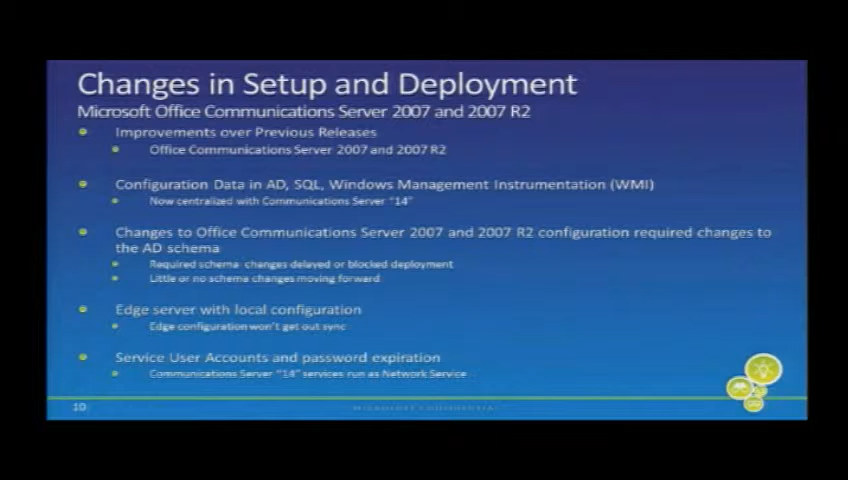 Changes in Setup and Deployment
Microsoft Office Communications Server 2007 and 2007 R2
Improvements over Previous Releases
Office Communications Server 2007 and 2007 R2
Configuration Data in AD, SQL, Windows Management Instrumentation (WMI)
Now centralized with Communications Server "14"
Changes to Office Communications Server 2007 and 2007 R2 configuration required changes to
the AD schema
Required schema changes delayed or blocked deployment
Little or no schema changes moving forward
Edge server with local configuration
Edge configuration won't get out sync
Service User Accounts and password expiration
Communications Server "14" services run as Network Service
10
MICROSOFT CONFIDENTIAL